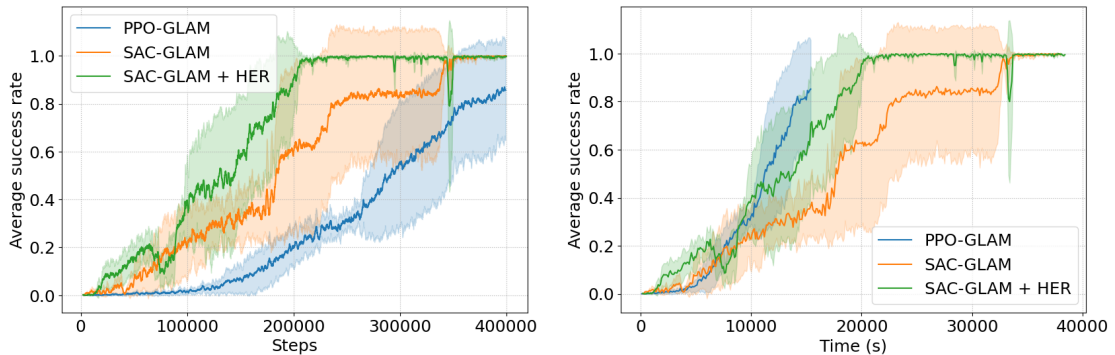 Average success rate
1.0
0.8
0.6
0.4
0.2
0.0
PPO-GLAM
SAC-GLAM
SAC-GLAM + HER
0
100000
200000
300000
400000
Steps
Average success rate
1.0
0.8
0.6
0.4
0.2
0.0
PPO-GLAM
SAC-GLAM
SAC-GLAM + HER
0
10000
20000
30000
40000
Time (s)